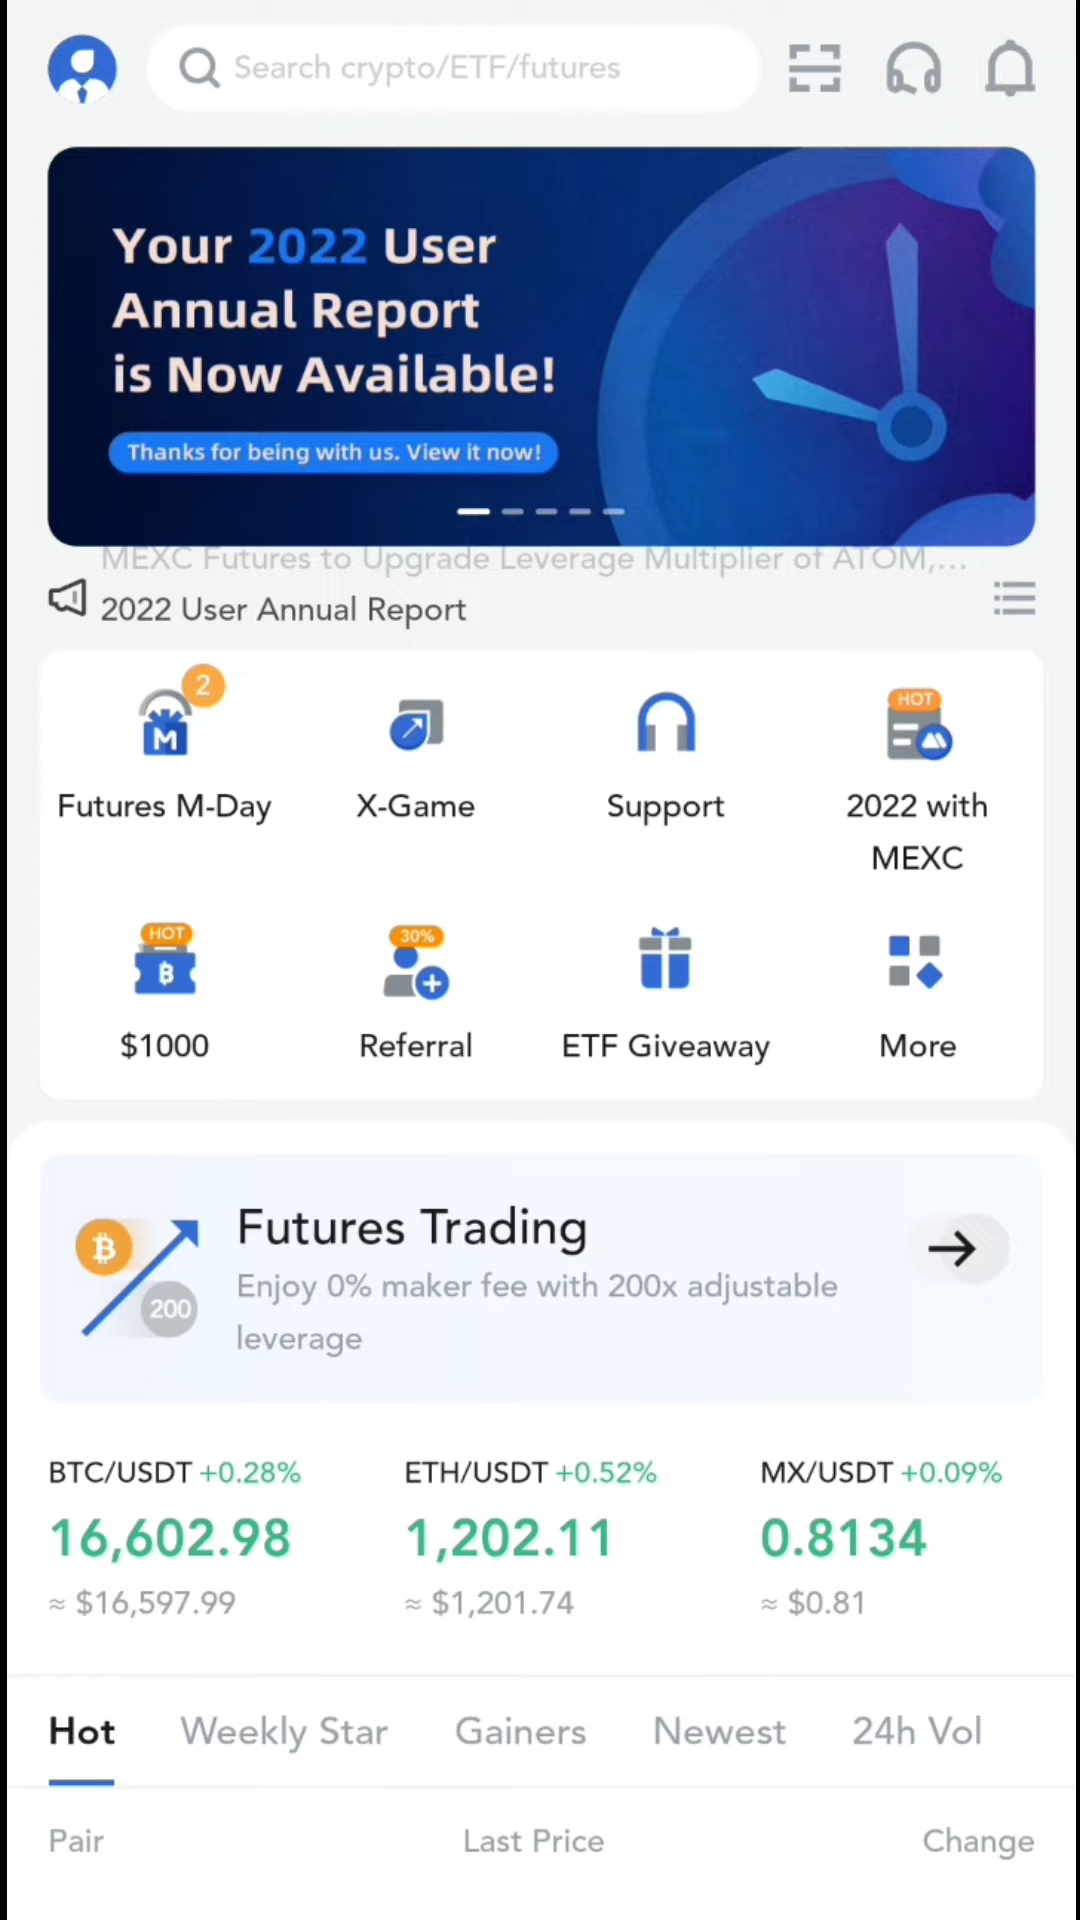 Search crypto/ETF/futures
Your 2022 User
Annual Report
is Now Available!
Thanks for being with us. View it now!
MEXC Futures to Upgrade Leverage Multiplier of ATOM,...
2022 User Annual Report
2
M
Futures M-Day
X-Game
Support
HOT
2022 with
MEXC
HOT
$1000
30%
Referral
ETF Giveaway
More
200
Futures Trading
Enjoy 0% maker fee with 200x adjustable
leverage
BTC/USDT +0.28%
16,602.98
≈ $16,597.99
ETH/USDT +0.52%
1,202.11
≈ $1,201.74
MX/USDT +0.09%
0.8134
≈ $0.81
Hot Weekly Star Gainers Newest 24h Vol
Pair Last Price Change